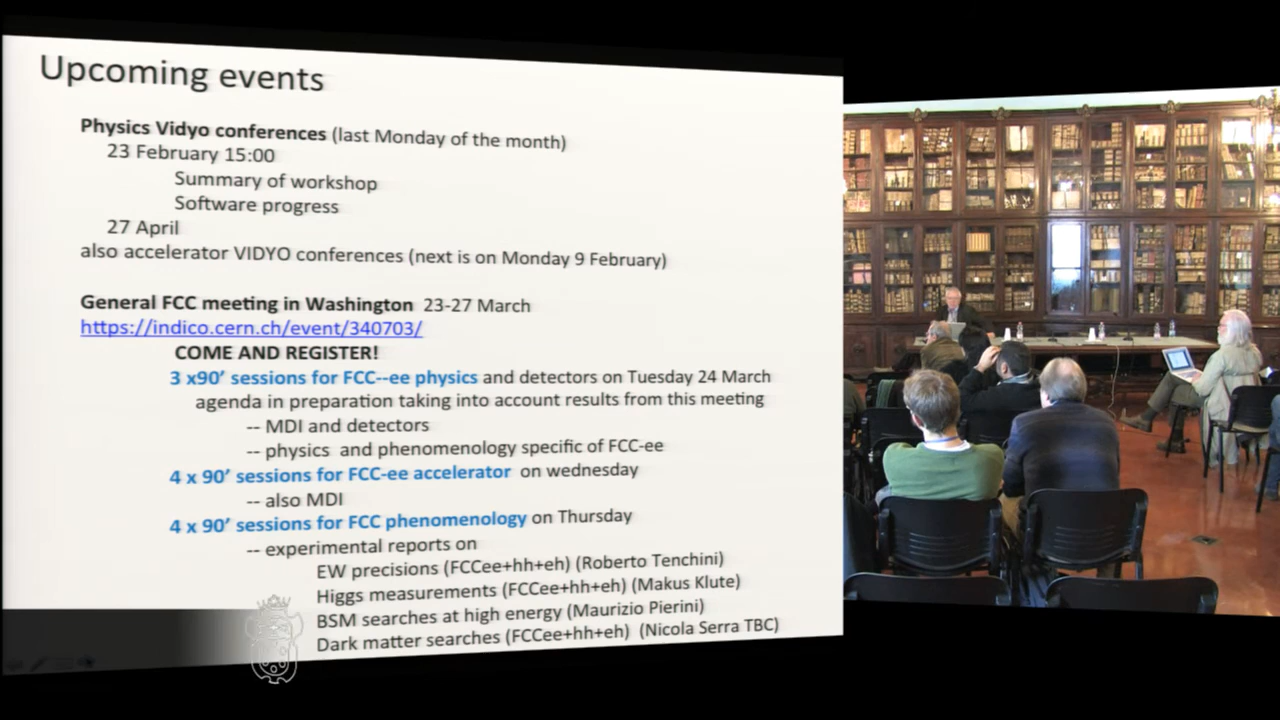 Upcoming events
Physics Vidyo conferences (last Monday of the month)
23 February 15:00
Summary of workshop
Software progress
27 April
also accelerator VIDYO conferences (next is on Monday 9 February)
General FCC meeting in Washington 23-27 March
https://indico.cern.ch/event/340703/
COME AND REGISTER!
3 x90' sessions for FCC--ee physics and detectors on Tuesday 24 March
agenda in preparation taking into account results from this meeting
-- MDI and detectors
-- physics and phenomenology specific of FCC-ee
4 x 90' sessions for FCC-ee accelerator on wednesday
-- also MDI
4 x 90' sessions for FCC phenomenology on Thursday
-- experimental reports on
EW precisions (FCCee+hh+eh) (Roberto Tenchini)
Higgs measurements (FCCee+hh+eh) (Makus Klute)
BSM searches at high energy (Maurizio Pierini)
Dark matter searches (FCCee+hh+eh) (Nicola Serra TBC)